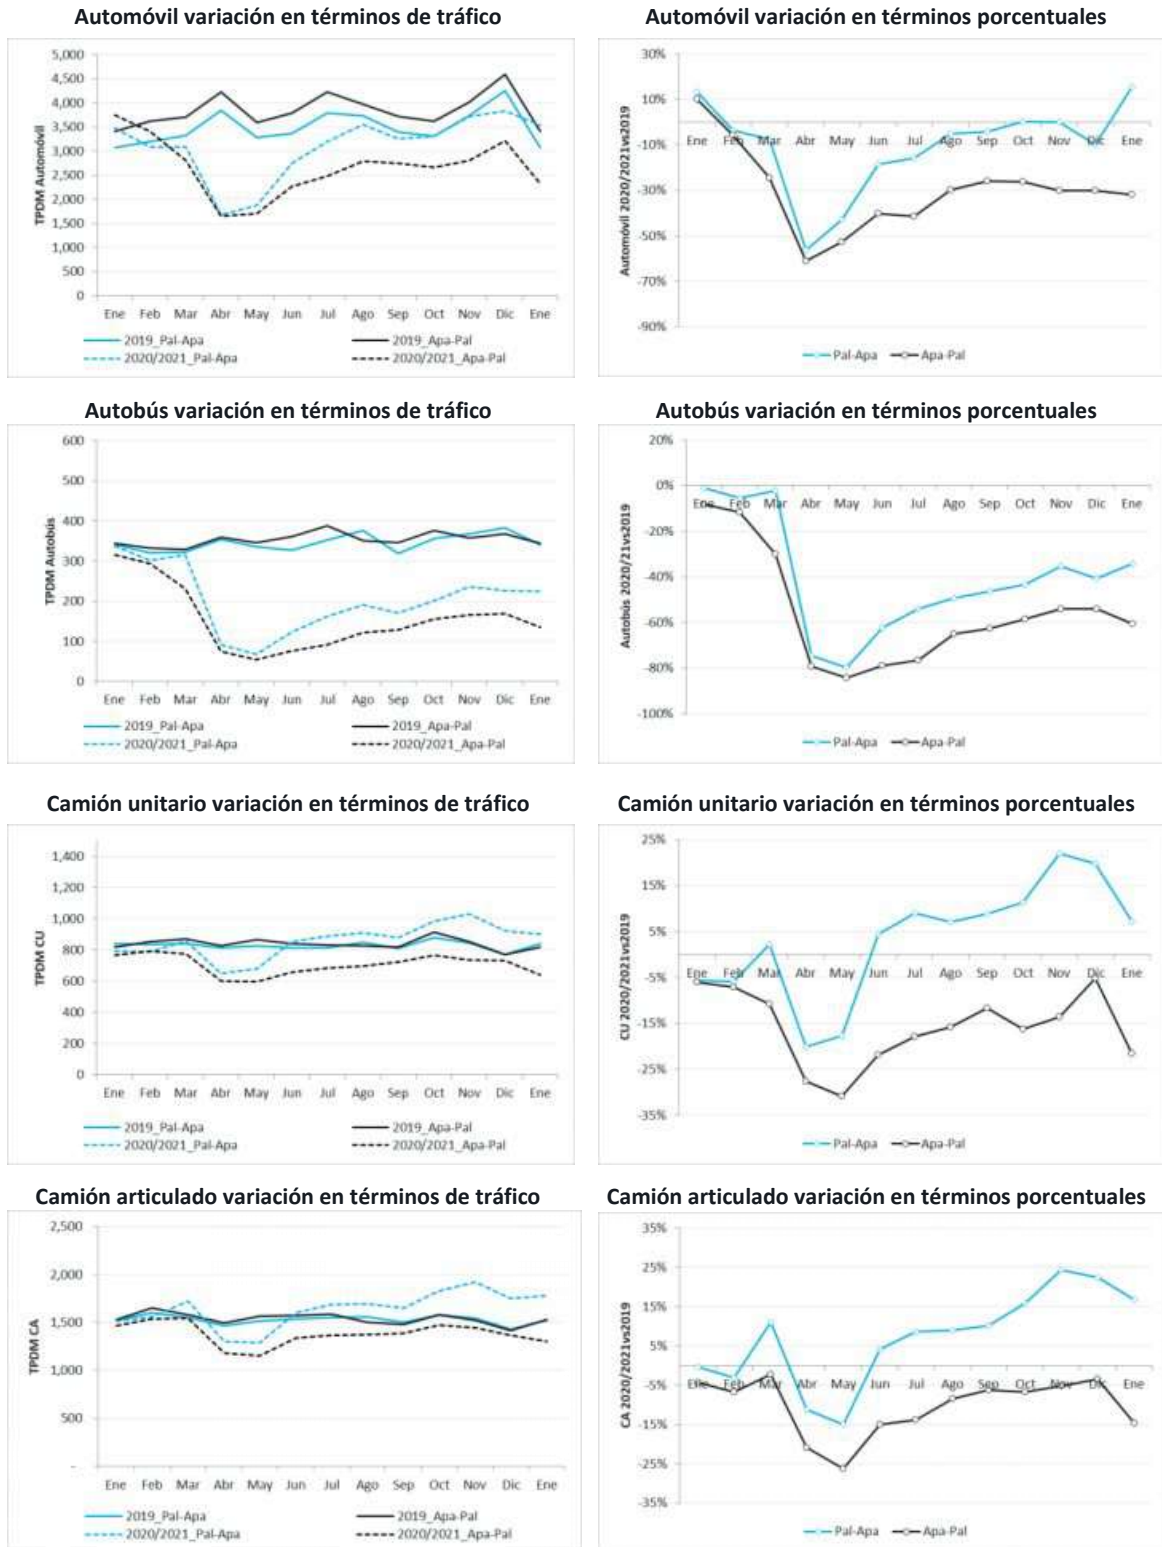 Automóvil variación en términos de tráfico
5,000
4,500
4,000
3,500
3,000
2,500
2,000
1,500
1,000
500
0
TPDM Automóvil
Ene Feb Mar Abr May Jun Jul Ago Sep Oct Nov Dic Ene
2019_Pal-Apa 2019_Apa-Pal
2020/2021_Pal-Apa 2020/2021_Apa-Pal
Automóvil variación en términos porcentuales
30%
10%
-10%
-30%
-50%
-70%
-90%
Automóvil 2020/2021vs2019
Ene Feb Mar Abr May Jun Jul Ago Sep Oct Nov Dic Ene
Pal-Apa Apa-Pal
Autobús variación en términos de tráfico
600
500
400
300
200
100
0
TPDM Autobús
Ene Feb Mar Abr May Jun Jul Ago Sep Oct Nov Dic Ene
2019_Pal-Apa 2019_Apa-Pal
2020/2021_Pal-Apa 2020/2021_Apa-Pal
Autobús variación en términos porcentuales
20%
0%
-20%
-40%
-60%
-80%
-100%
Autobús 2020/21vs2019
Ene Feb Mar Abr May Jun Jul Ago Sep Oct Nov Dic Ene
Pal-Apa Apa-Pal
Camión unitario variación en términos de tráfico
1,400
1,200
1,000
800
600
400
200
0
TPDM CU
Ene Feb Mar Abr May Jun Jul Ago Sep Oct Nov Dic Ene
2019_Pal-Apa 2019_Apa-Pal
2020/2021_Pal-Apa 2020/2021_Apa-Pal
Camión unitario variación en términos porcentuales
25%
15%
5%
-5%
-15%
-25%
-35%
CU 2020/2021vs2019
Ene Feb Mar Abr May Jun Jul Ago Sep Oct Nov Dic Ene
Pal-Apa Apa-Pal
Camión articulado variación en términos de tráfico
2,500
2,000
1,500
1,000
500
-
TPDM CA
Ene Feb Mar Abr May Jun Jul Ago Sep Oct Nov Dic Ene
2019_Pal-Apa 2019_Apa-Pal
2020/2021_Pal-Apa 2020/2021_Apa-Pal
Camión articulado variación en términos porcentuales
35%
25%
15%
5%
-5%
-15%
-25%
-35%
CA 2020/2021vs2019
Ene Feb Mar Abr May Jun Jul Ago Sep Oct Nov Dic Ene
Pal-Apa Apa-Pal